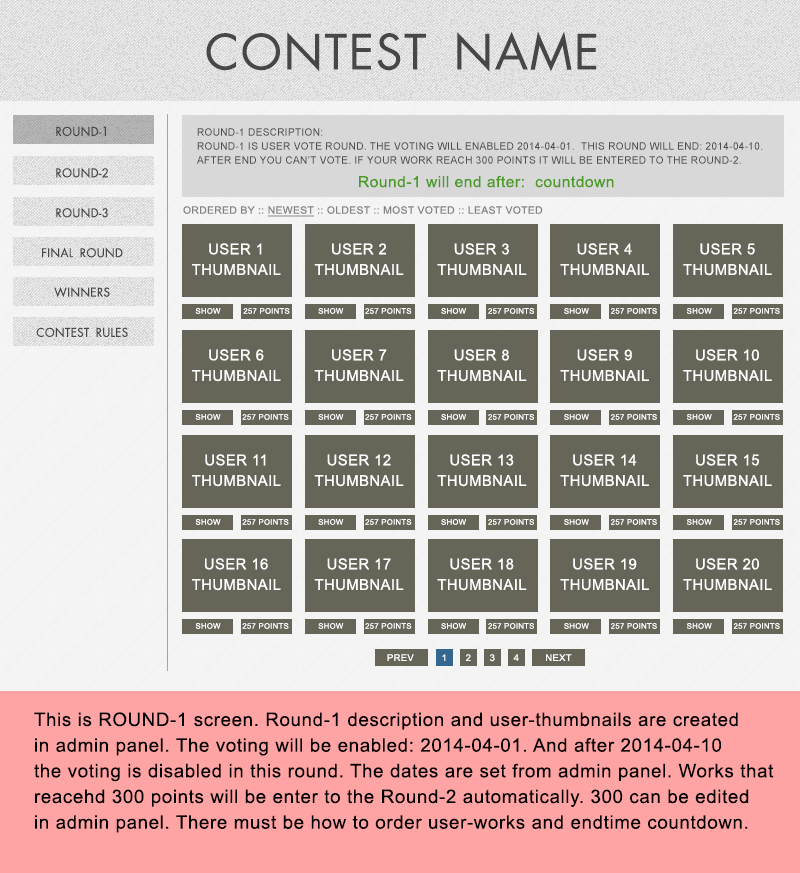 CONTEST NAME
ROUND-1
ROUND-2
ROUND-3
FINAL ROUND
WINNERS
CONTEST RULES
ROUND-1 DESCRIPTION:
ROUND-1 IS USER VOTE ROUND. THE VOTING WILL ENABLED 2014-04-01. THIS ROUND WILL END: 2014-04-10.
AFTER END YOU CAN'T VOTE. IF YOUR WORK REACH 300 POINTS IT WILL BE ENTERED TO THE ROUND-2.
Round-1 will end after: countdown
ORDERED BY :: NEWEST :: OLDEST :: MOST VOTED :: LEAST VOTED
USER 1 USER 2 USER 3 USER 4 USER 5
THUMBNAIL THUMBNAIL THUMBNAIL THUMBNAIL THUMBNAIL
SHOW 257 POINTS SHOW 257 POINTS SHOW 257 POINTS SHOW 257 POINTS SHOW 257 POINTS
USER 6 USER 7 USER 8 USER 9 USER 10
THUMBNAIL THUMBNAIL THUMBNAIL THUMBNAIL THUMBNAIL
SHOW 257 POINTS SHOW 257 POINTS SHOW 257 POINTS SHOW 257 POINTS SHOW 257 POINTS
USER 11 USER 12 USER 13 USER 14 USER 15
THUMBNAIL THUMBNAIL THUMBNAIL THUMBNAIL THUMBNAIL
SHOW 257 POINTS SHOW 257 POINTS SHOW 257 POINTS SHOW 257 POINTS SHOW 257 POINTS
USER 16 USER 17 USER 18 USER 19 USER 20
THUMBNAIL THUMBNAIL THUMBNAIL THUMBNAIL THUMBNAIL
SHOW 257 POINTS SHOW 257 POINTS SHOW 257 POINTS SHOW 257 POINTS SHOW 257 POINTS
PREV 1 2 3 4 NEXT
This is ROUND-1 screen. Round-1 description and user-thumbnails are created
in admin panel. The voting will be enabled: 2014-04-01. And after 2014-04-10
the voting is disabled in this round. The dates are set from admin panel. Works that
reacehd 300 points will be enter to the Round-2 automatically. 300 can be edited
in admin panel. There must be how to order user-works and endtime countdown.